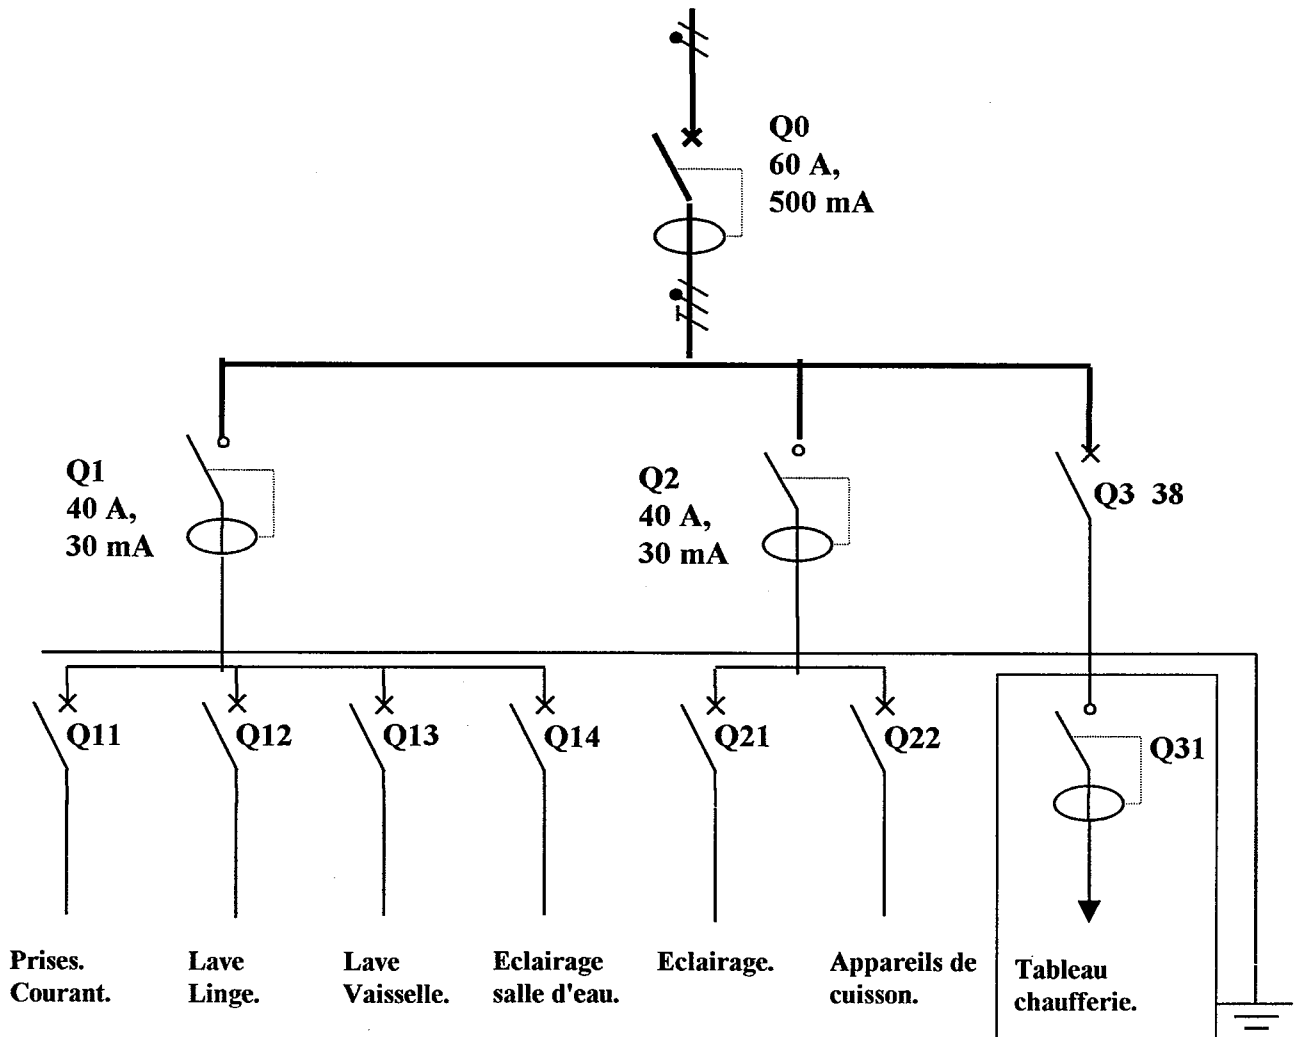 Q0
60 A,
500 mA
Q1
40 A,
30 mA
Q2
40 A,
30 mA
Q3 38
Q11
Q12
Q13
Q14
Q21
Q22
Q31
Prises.
Courant.
Lave
Linge.
Lave
Vaisselle.
Eclairage
salle d'eau.
Eclairage.
Appareils de
cuisson.
Tableau
chaufferie.